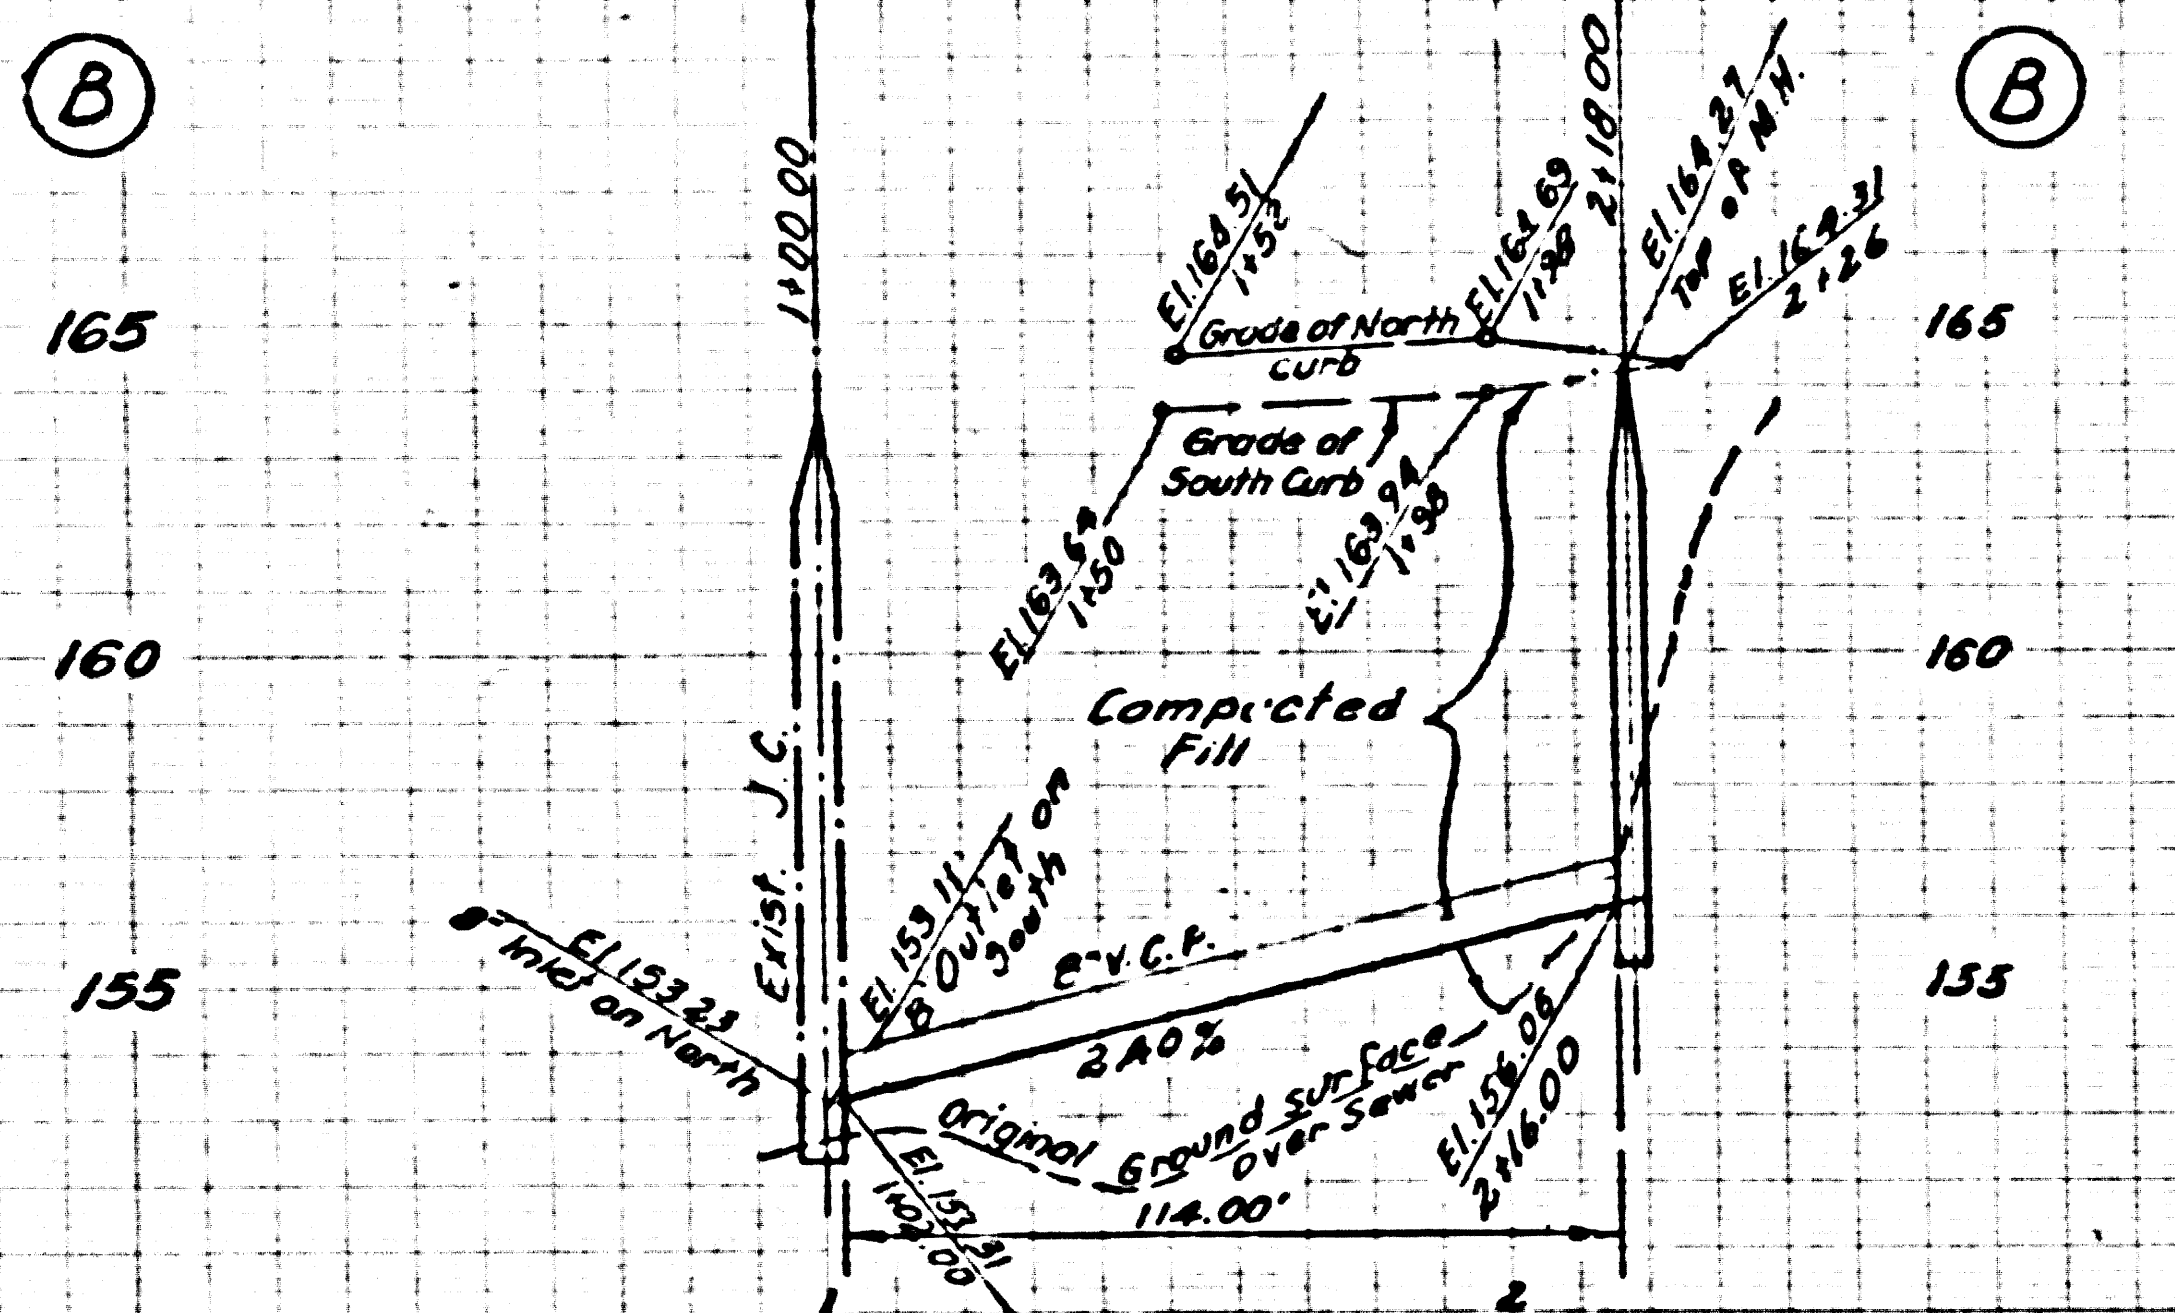 B
B
1+00.00
2+18.00
El. 164.51
1+52
El. 164.69
1+98
El. 164.27
Top of M.H.
El. 164.31
2+26
165
165
Grade of North
Curb
Grade of
South Curb
El. 163.64
1+50
El. 163.94
1+98
160
160
Compacted
Fill
Exist. J.C.
El. 153.11
8" Outlet on
South
8" V.C.P.
El. 153.23
8" Inlet on North
155
155
2.40%
Original Ground Surface
Over Sewer
El. 156.06
2+16.00
El. 153.31
1+02.00
114.00'
2